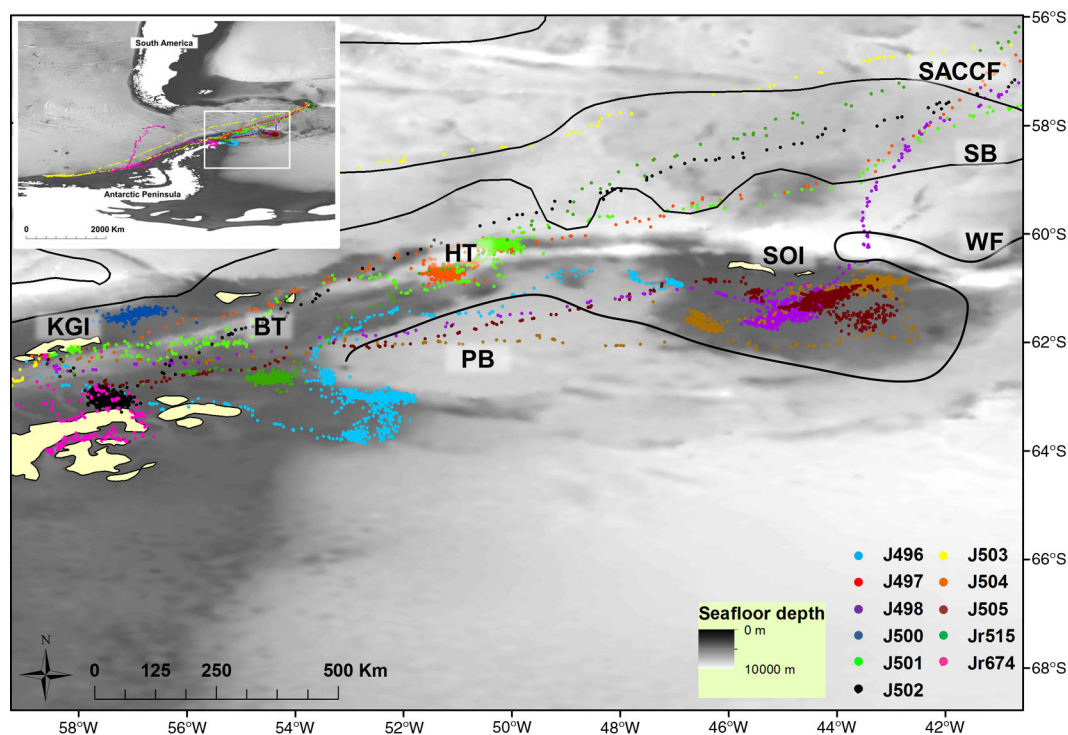 South America
Antarctic Peninsula
0 2000 Km
56°S
SACCF
58°S
SB
60°S
WF
HT
SOI
KGI
BT
62°S
PB
64°S
66°S
68°S
J496 J503
J497 J504
J498 J505
J500 Jr515
J501 Jr674
J502
Seafloor depth
0 m
10000 m
N
0 125 250 500 Km
58°W 56°W 54°W 52°W 50°W 48°W 46°W 44°W 42°W